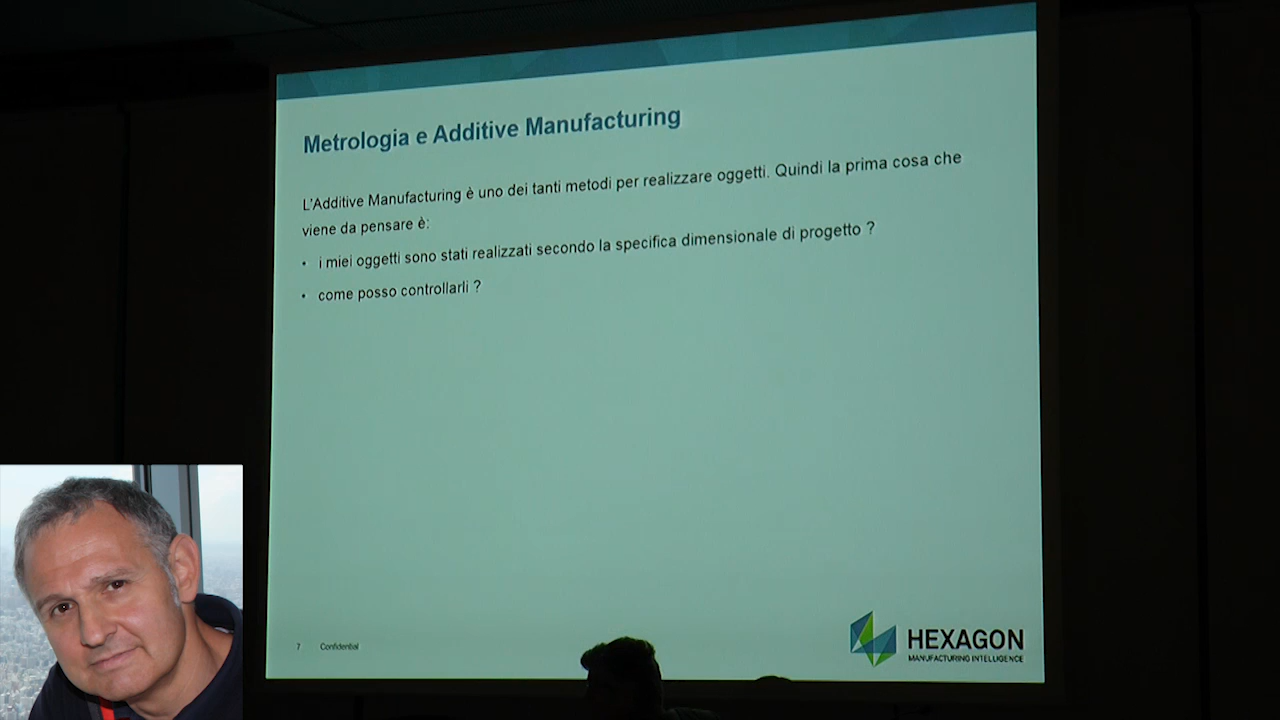 Metrologia e Additive Manufacturing
L'Additive Manufacturing è uno dei tanti metodi per realizzare oggetti. Quindi la prima cosa che
viene da pensare è:
• i miei oggetti sono stati realizzati secondo la specifica dimensionale di progetto ?
• come posso controllarli ?
7 Confidential
HEXAGON
MANUFACTURING INTELLIGENCE